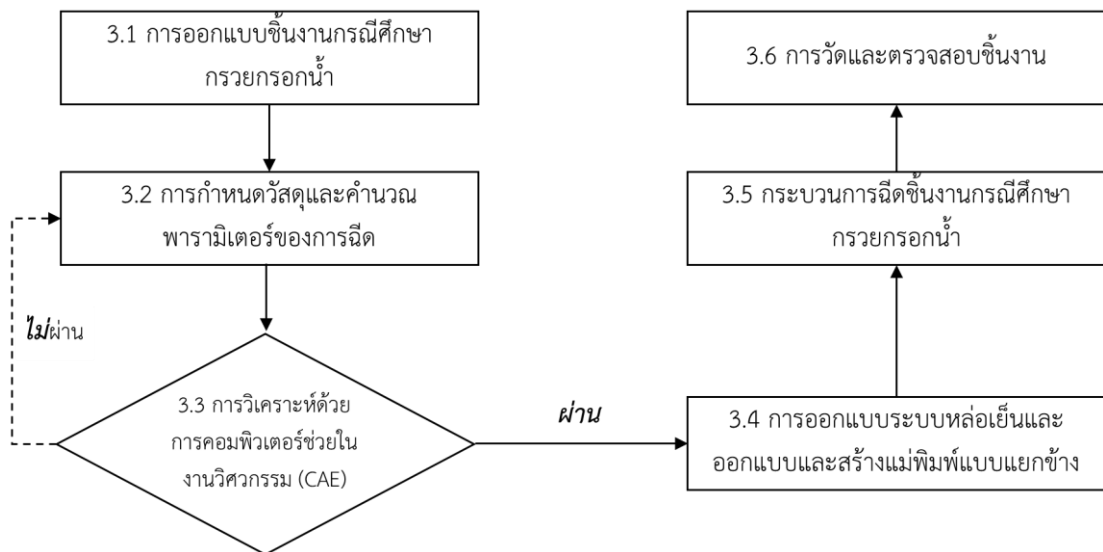 3.1 การออกแบบชิ้นงานกรณีศึกษา
กรวยกรอกน้ำ
3.2 การกำหนดวัสดุและคำนวณ
พารามิเตอร์ของการฉีด
ไม่ผ่าน
3.3 การวิเคราะห์ด้วย
การคอมพิวเตอร์ช่วยใน
งานวิศวกรรม (CAE)
ผ่าน
3.4 การออกแบบระบบหล่อเย็นและ
ออกแบบและสร้างแม่พิมพ์แบบแยกข้าง
3.5 กระบวนการฉีดชิ้นงานกรณีศึกษา
กรวยกรอกน้ำ
3.6 การวัดและตรวจสอบชิ้นงาน